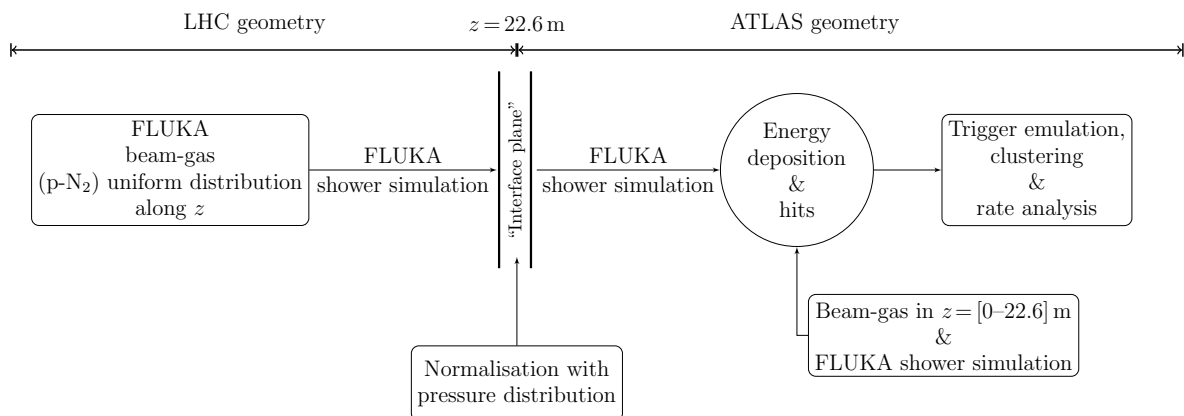 LHC geometry
z = 22.6 m
ATLAS geometry
FLUKA
beam-gas
(p-N₂) uniform distribution
along z
FLUKA
shower simulation
“Interface plane”
FLUKA
shower simulation
Energy
deposition
&
hits
Trigger emulation,
clustering
&
rate analysis
Normalisation with
pressure distribution
Beam-gas in z = [0–22.6] m
&
FLUKA shower simulation